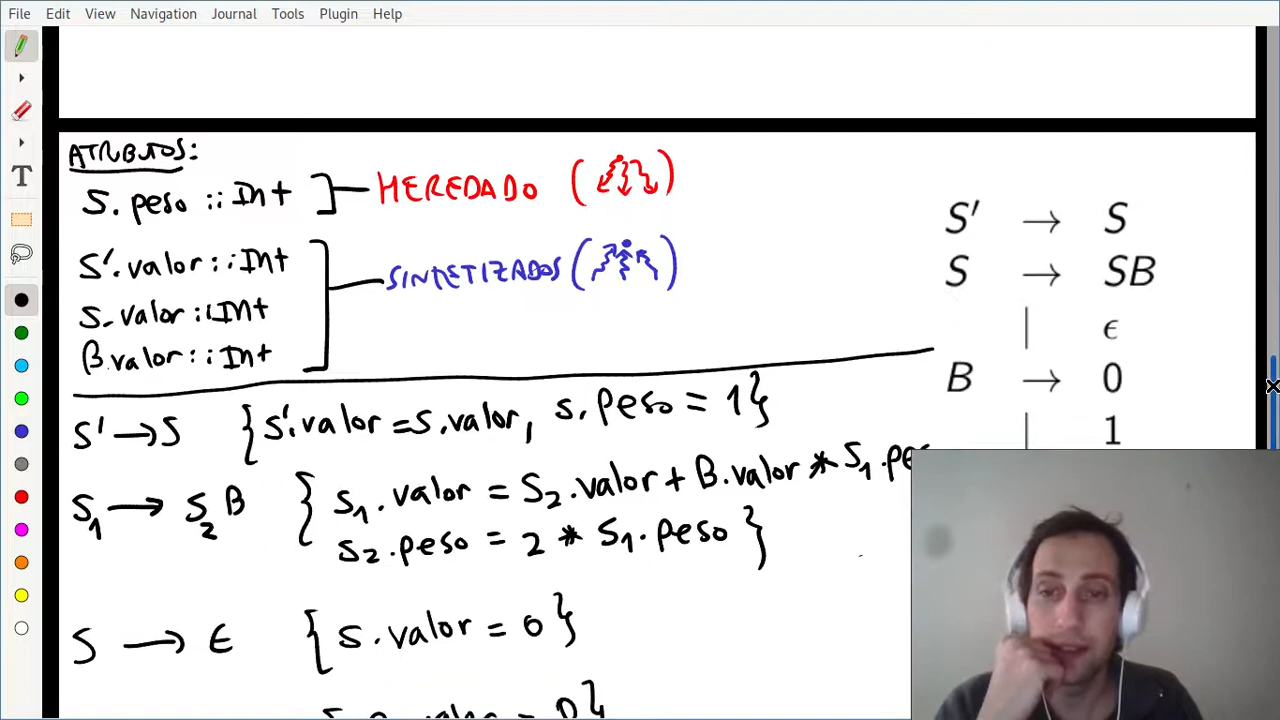 File Edit View Navigation Journal Tools Plugin Help
ATRIBUTOS:
S.peso :: Int
HEREDADO
S'.valor :: Int
S.valor :: Int
SINTETIZADOS
B.valor :: Int
S' → S
S → SB
| ϵ
B → 0
| 1
S' → S {S'.valor = S.valor, S.peso = 1}
S₁ → S₂ B {S₁.valor = S₂.valor + B.valor * S₁.pes
S₂.peso = 2 * S₁.peso}
S → ϵ {S.valor = 0}
T